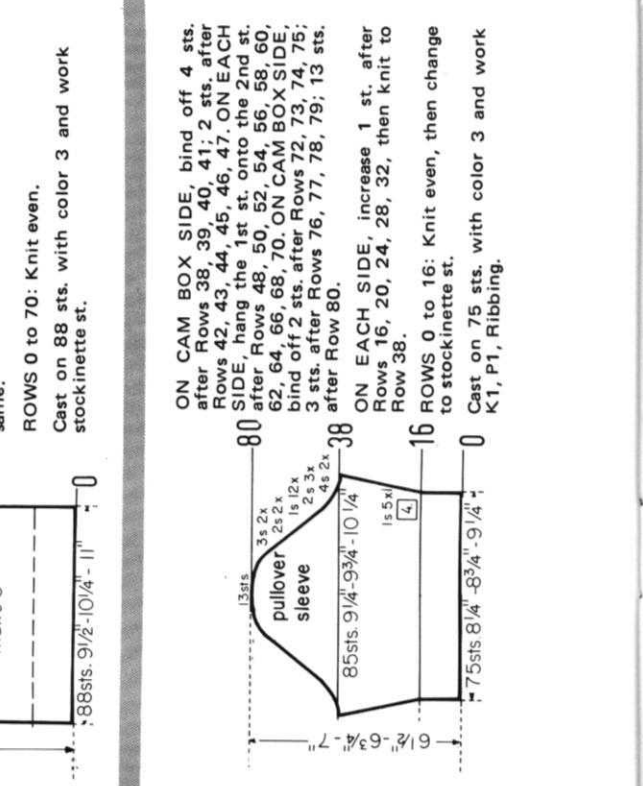 same.
ROWS 0 to 70: Knit even.
Cast on 88 sts. with color 3 and work
stockinette st.
0
88sts. 9½"-10¼" - 11"
ON CAM BOX SIDE, bind off 4 sts.
after Rows 38, 39, 40, 41; 2 sts. after
Rows 42, 43, 44, 45, 46, 47. ON EACH
SIDE, hang the 1st st. onto the 2nd st.
after Rows 48, 50, 52, 54, 56, 58, 60,
62, 64, 66, 68, 70. ON CAM BOX SIDE,
bind off 2 sts. after Rows 72, 73, 74, 75;
3 sts. after Rows 76, 77, 78, 79; 13 sts.
after Row 80.
ON EACH SIDE, increase 1 st. after
Rows 16, 20, 24, 28, 32, then knit to
Row 38.
ROWS 0 to 16: Knit even, then change
to stockinette st.
Cast on 75 sts. with color 3 and work
K1, P1, Ribbing.
80
38
16
0
13sts
3s 2x
2s 2x
1s 12x
2s 3x
4s 2x
pullover
sleeve
85sts. 9¼"-9¾"- 10 ¼"
1s 5x
4
75sts. 8¼"-8¾"-9¼"
6½"-6¾"-7"